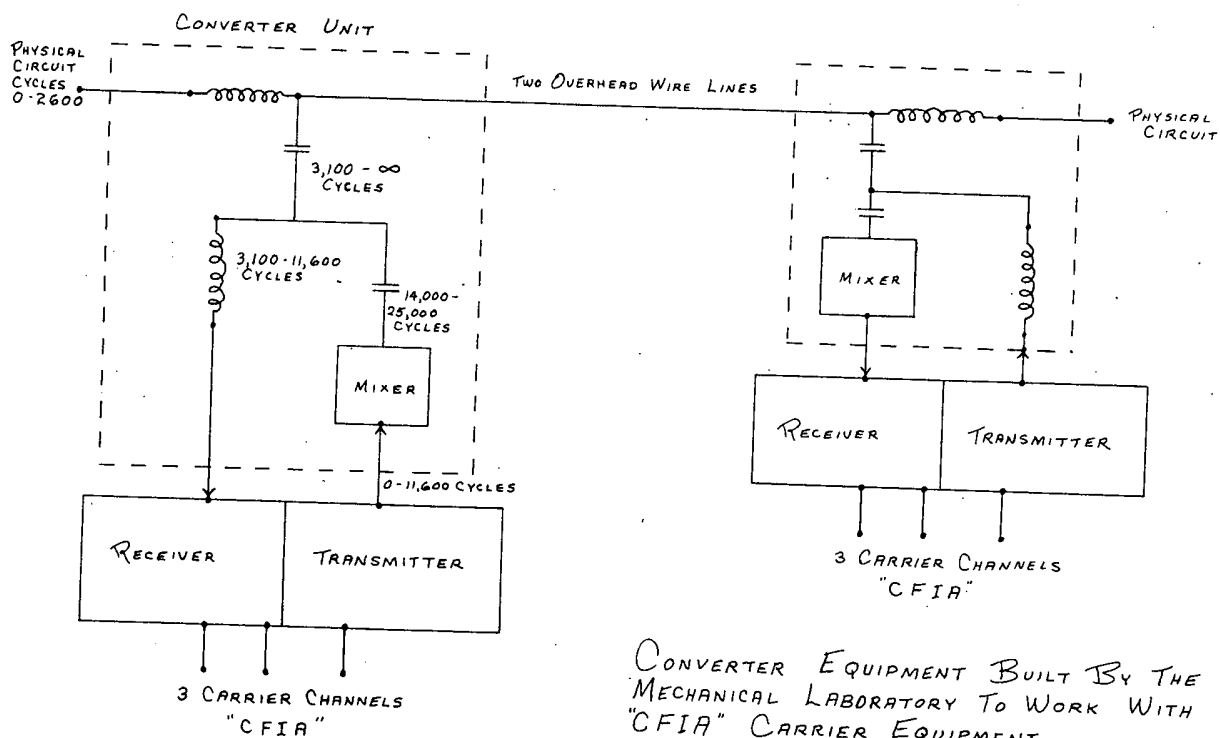 CONVERTER UNIT
PHYSICAL
CIRCUIT
CYCLES
0-2600
TWO OVERHEAD WIRE LINES
PHYSICAL
CIRCUIT
3,100 - ∞
CYCLES
3,100-11,600
CYCLES
14,000-
25,000
CYCLES
MIXER
0-11,600 CYCLES
RECEIVER
TRANSMITTER
3 CARRIER CHANNELS
"CFIA"
MIXER
RECEIVER
TRANSMITTER
3 CARRIER CHANNELS
"CFIA"
CONVERTER EQUIPMENT BUILT BY THE
MECHANICAL LABORATORY TO WORK WITH
"CFIA" CARRIER EQUIPMENT